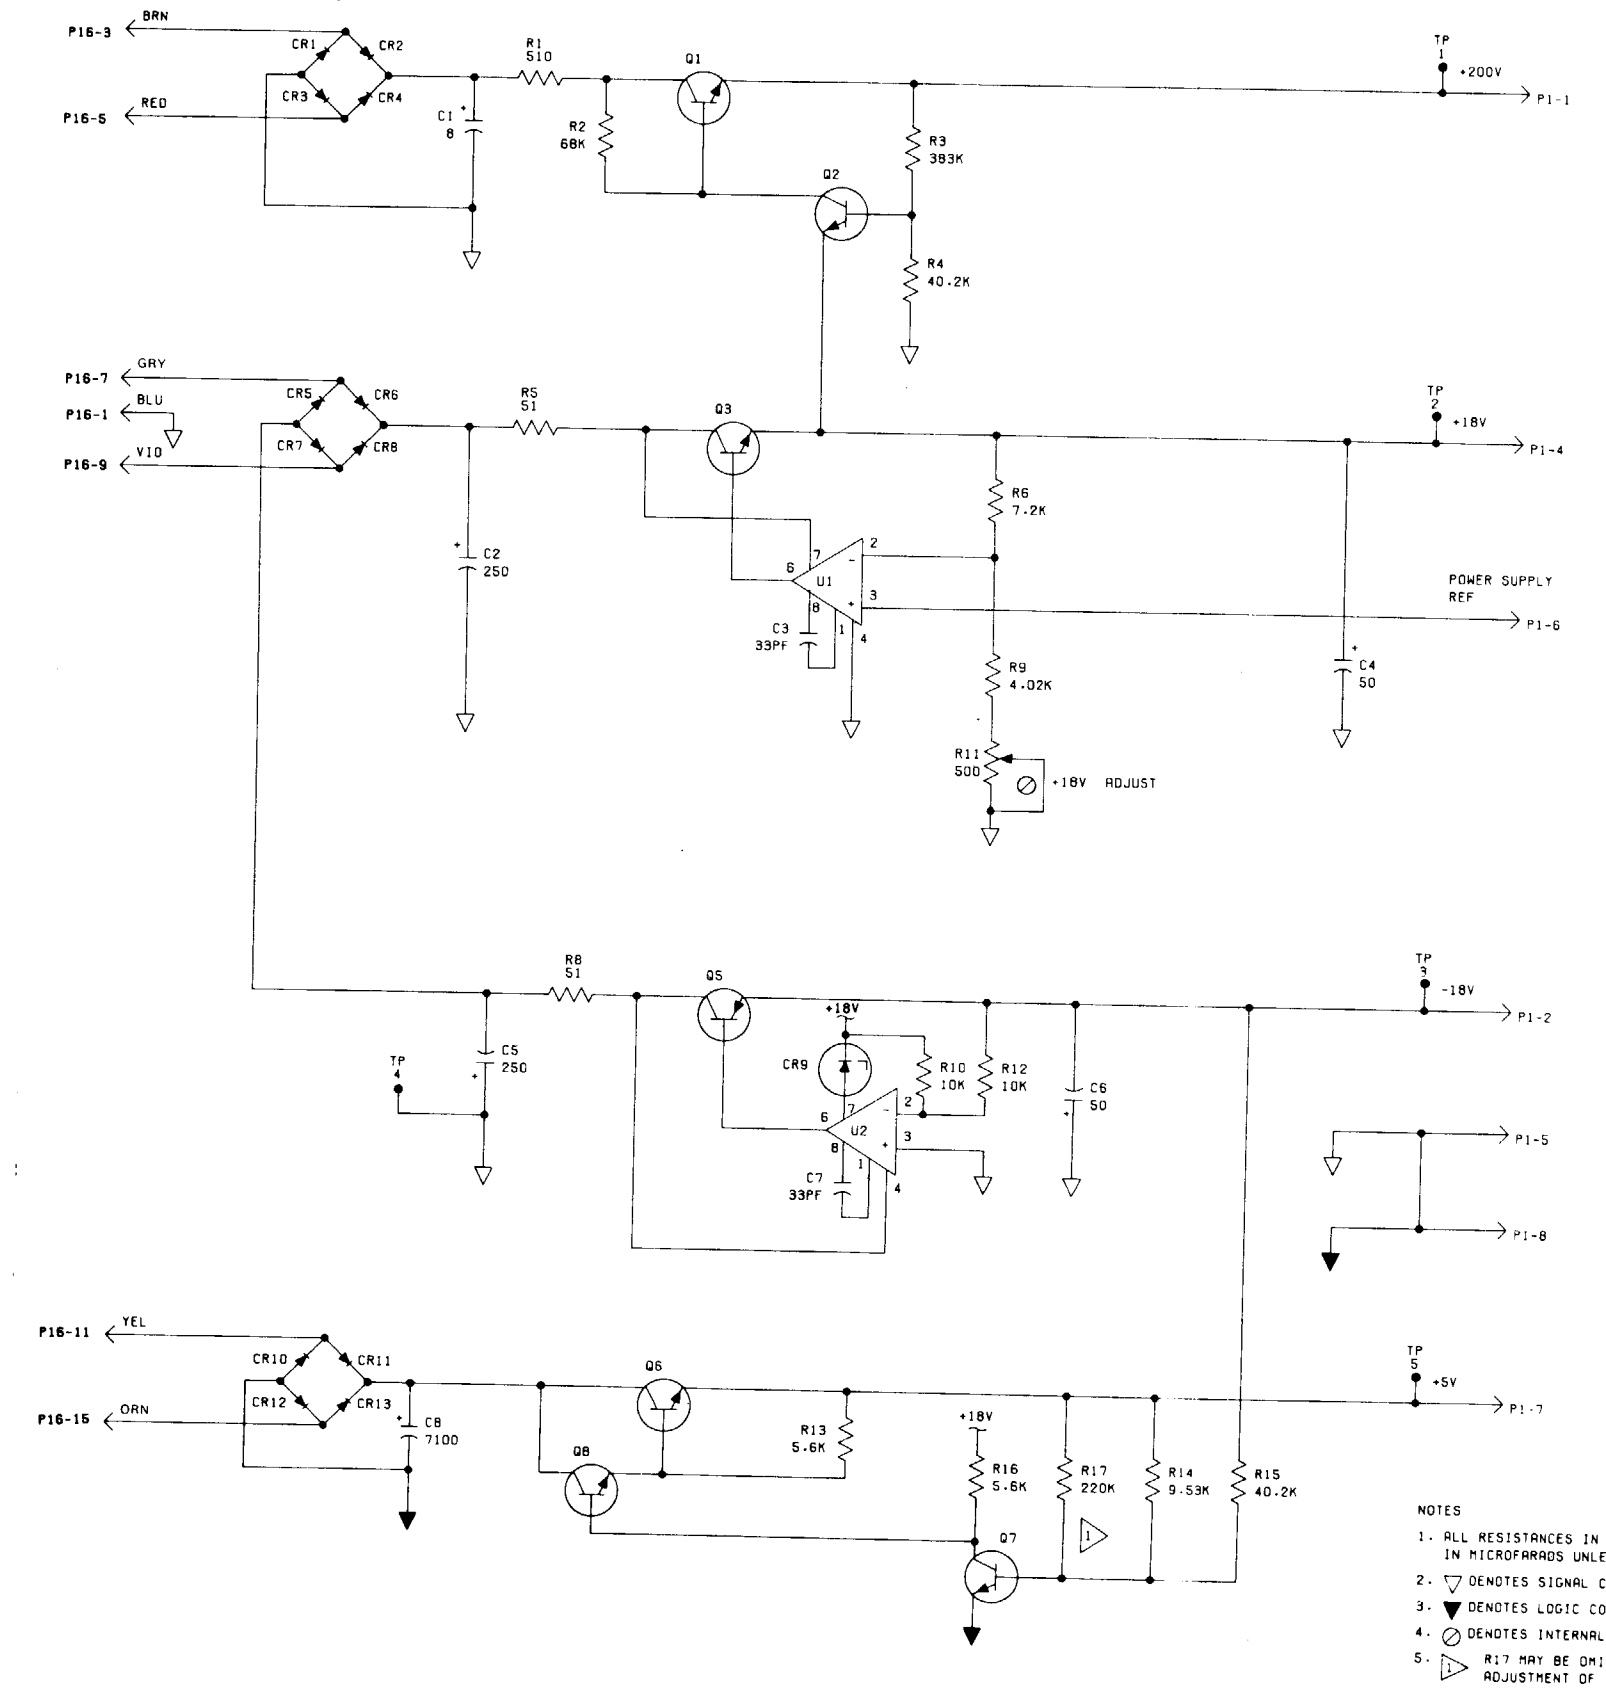 P16-3 BRN
CR1 CR2
CR3 CR4
P16-5 RED
C1
8
R1
510
R2
68K
Q1
Q2
R3
383K
R4
40.2K
TP
1
+200V
P1-1
P16-7 GRY
P16-1 BLU
P16-9 VIO
CR5 CR6
CR7 CR8
C2
250
R5
51
Q3
7
6 U1
8
1
4
2
-
3
+
C3
33PF
R6
7.2K
R9
4.02K
R11
500
+18V ADJUST
TP
2
+18V
P1-4
POWER SUPPLY
REF
P1-6
C4
50
R8
51
Q5
TP
4
C5
250
+18V
CR9
R10
10K
R12
10K
7
6 U2
8
1
4
2
-
3
+
C7
33PF
C6
50
TP
3
-18V
P1-2
P1-5
P1-8
P16-11 YEL
CR10 CR11
CR12 CR13
P16-15 ORN
C8
7100
Q6
Q8
R13
5.6K
+18V
R16
5.6K
R17
220K
1
R14
9.53K
R15
40.2K
Q7
TP
5
+5V
P1-7
NOTES
1. ALL RESISTANCES IN
IN MICROFARADS UNLE
2. DENOTES SIGNAL C
3. DENOTES LOGIC CO
4. DENOTES INTERNAL
5. 1 R17 MAY BE OMI
ADJUSTMENT OF